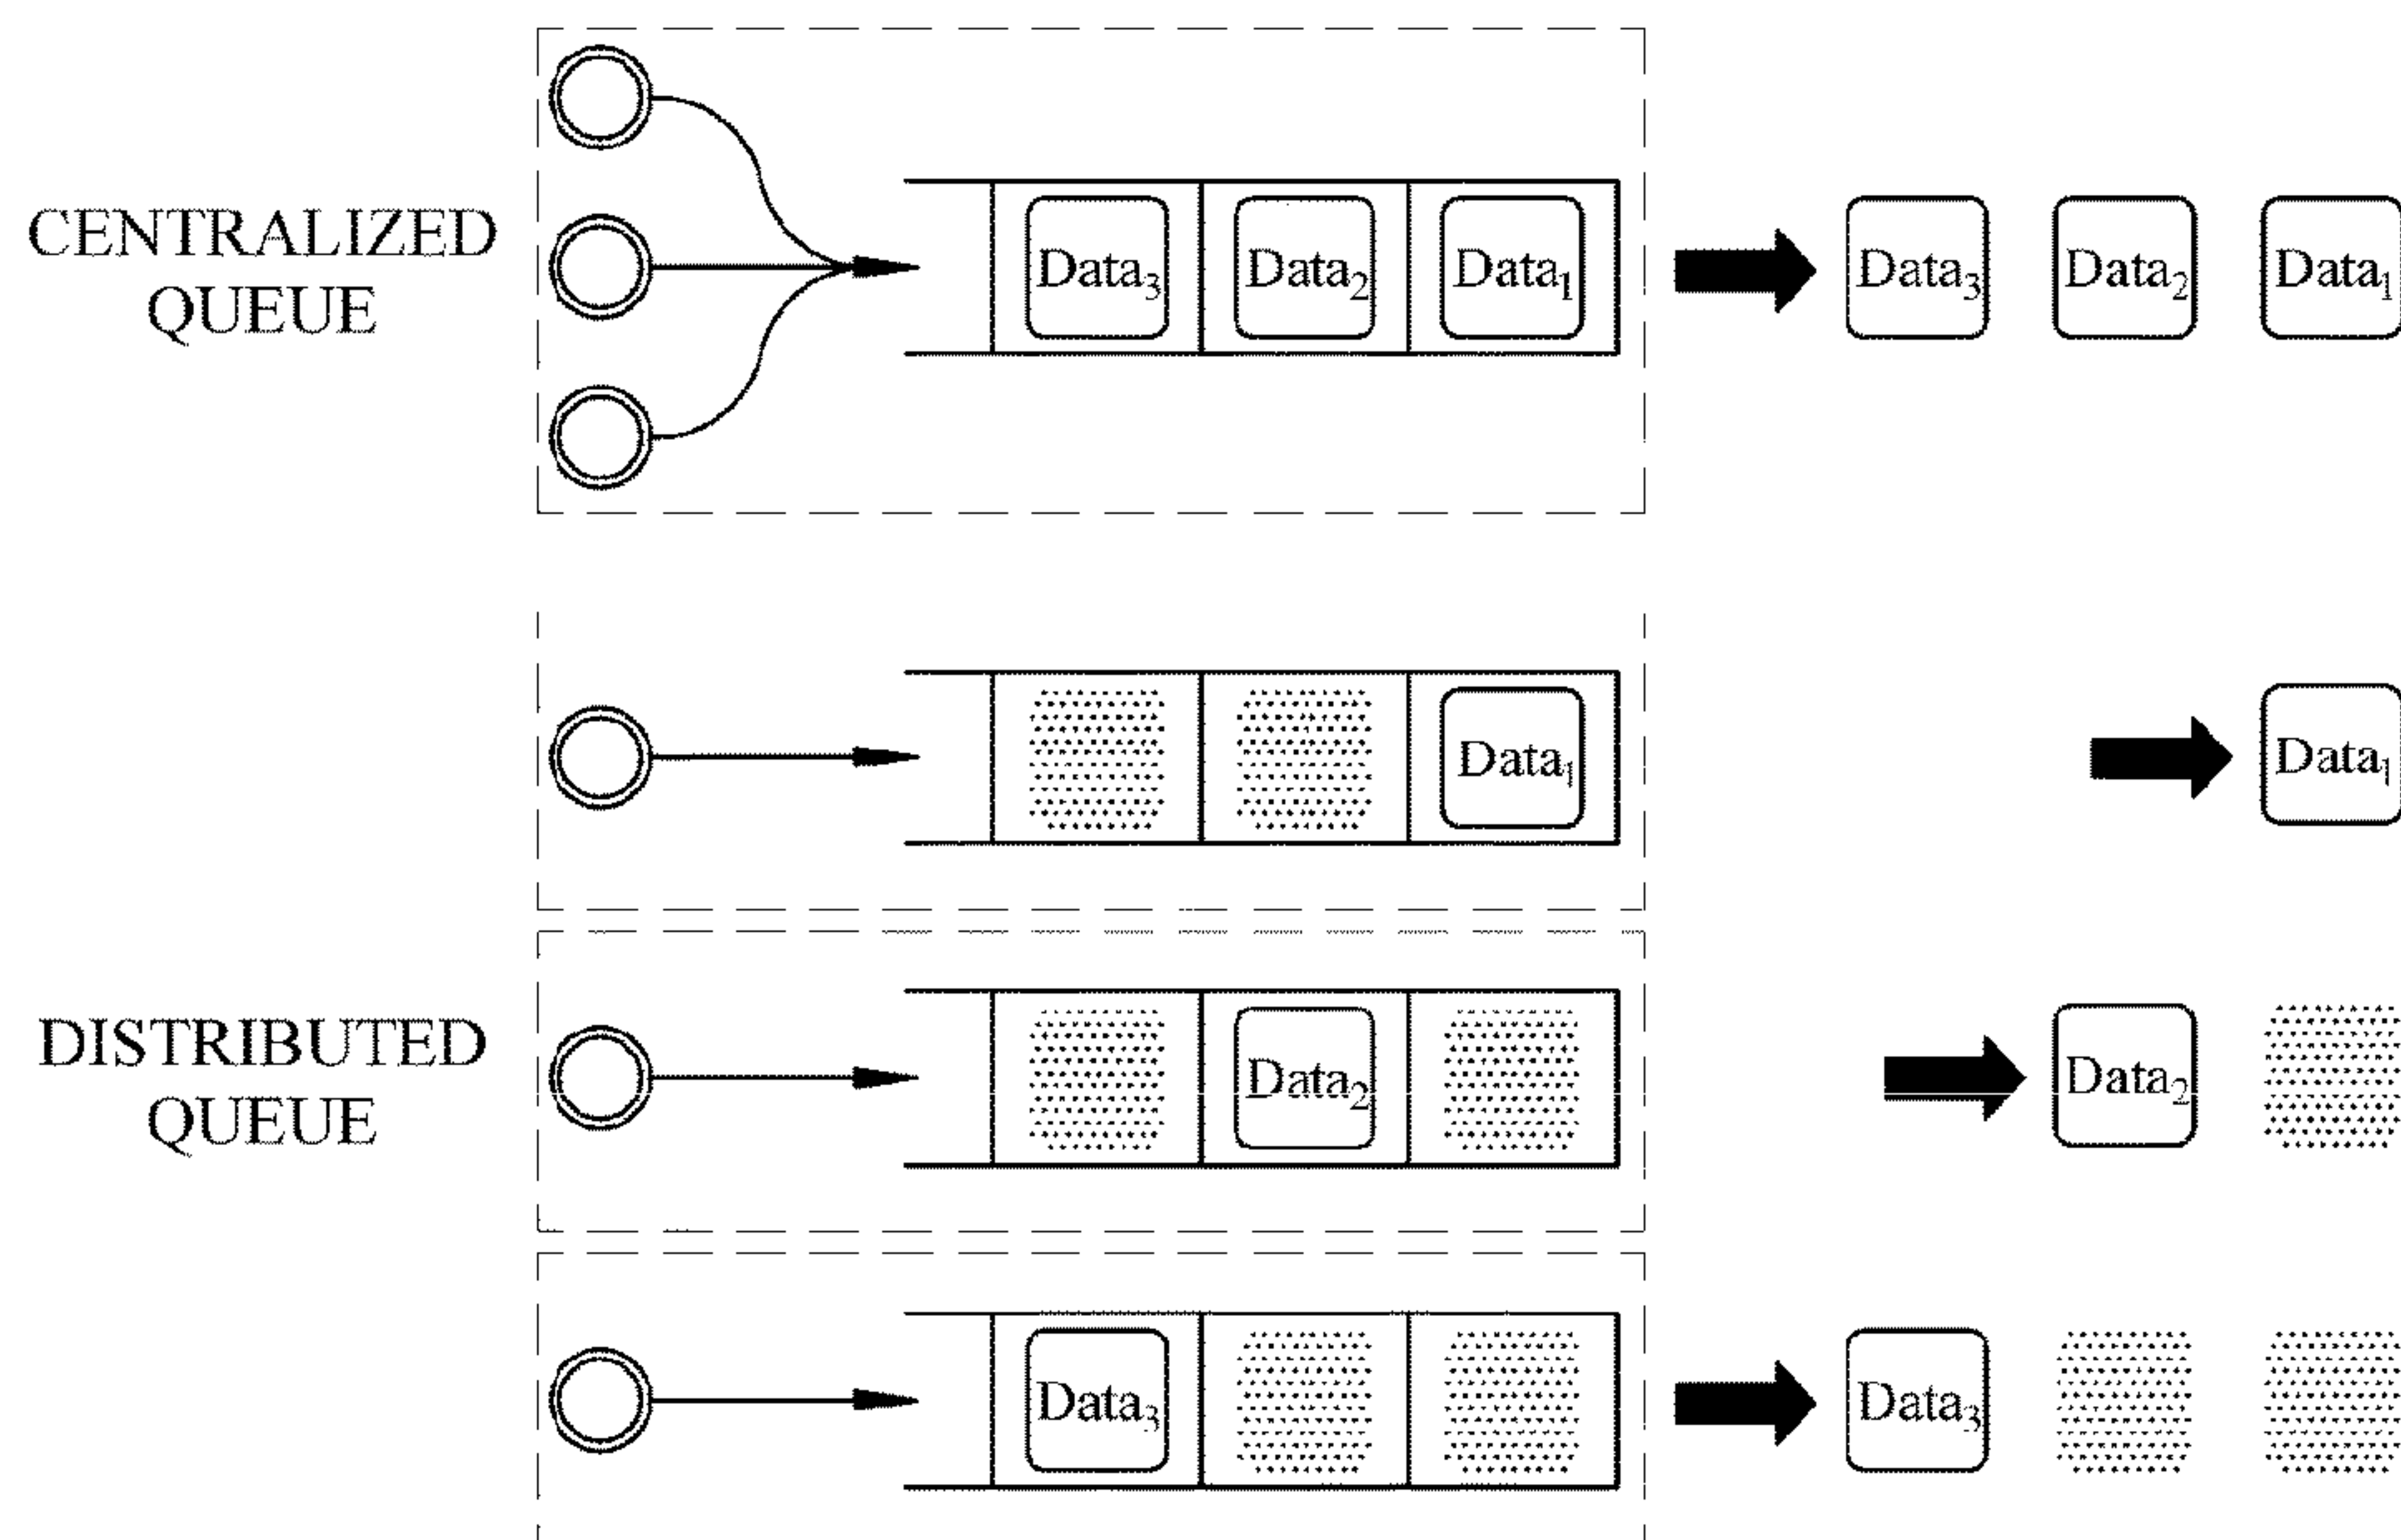 CENTRALIZED
QUEUE
Data₃ Data₂ Data₁ Data₃ Data₂ Data₁
Data₁ Data₁
DISTRIBUTED
QUEUE
Data₂ Data₂
Data₃ Data₃